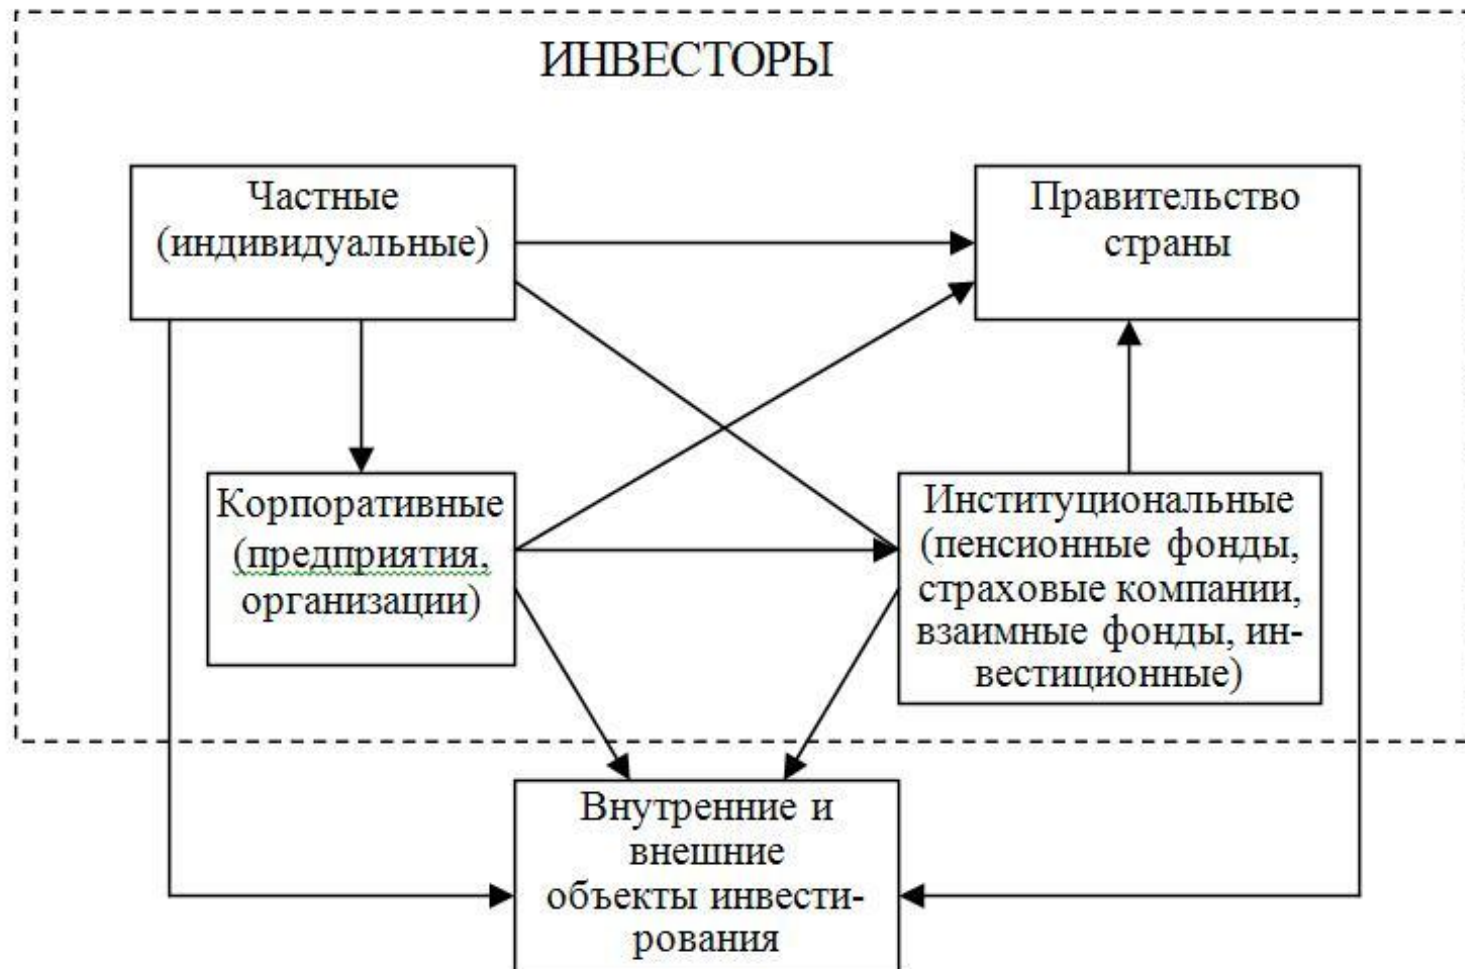 ИНВЕСТОРЫ
Частные
(индивидуальные)
Правительство
страны
Корпоративные
(предприятия,
организации)
Институциональные
(пенсионные фонды,
страховые компании,
взаимные фонды, ин-
вестиционные)
Внутренние и
внешние
объекты инвести-
рования